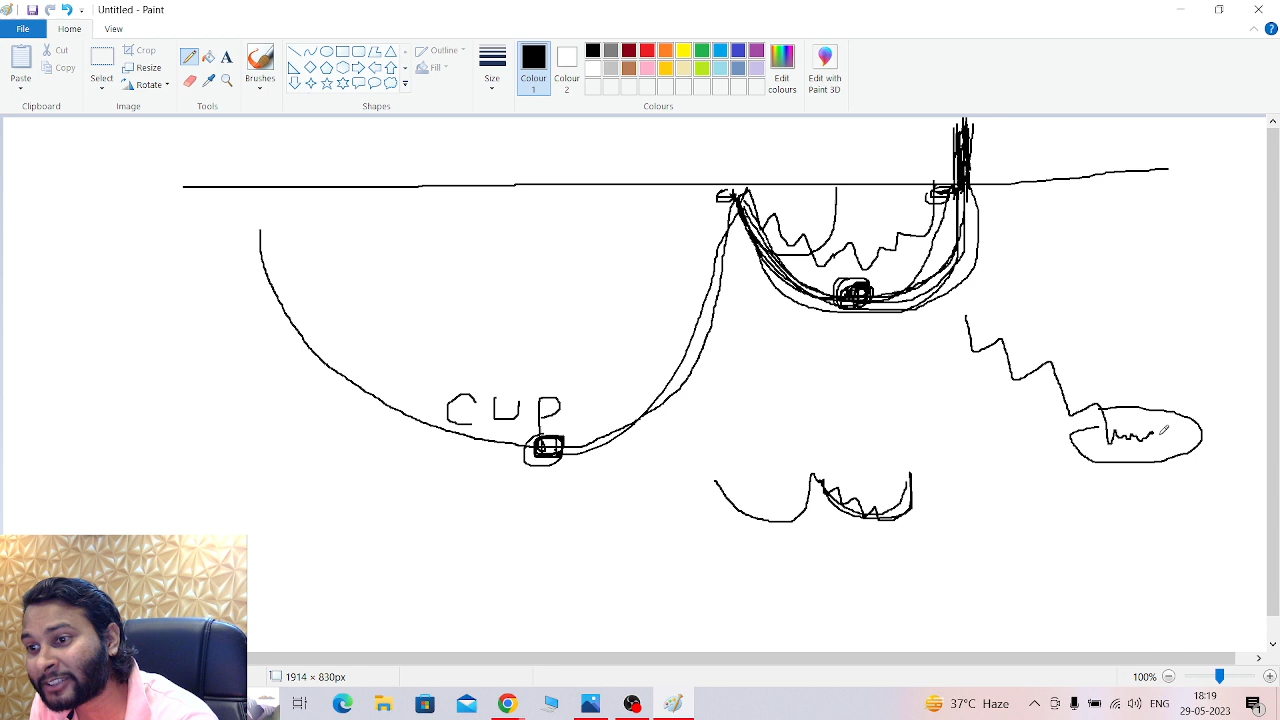 Untitled - Paint
File
Home
View
Paste
Cut
Copy
Clipboard
Select
Crop
Resize
Rotate
Image
Tools
Brushes
Shapes
Outline
Fill
Size
Colour 1
Colour 2
Edit colours
Edit with Paint 3D
Colours
CUP
1914 × 830px
100%
37°C Haze
ENG
18:19
29-05-2023